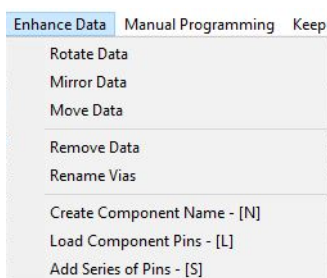 Enhance Data Manual Programming Keep
Rotate Data
Mirror Data
Move Data
Remove Data
Rename Vias
Create Component Name - [N]
Load Component Pins - [L]
Add Series of Pins - [S]